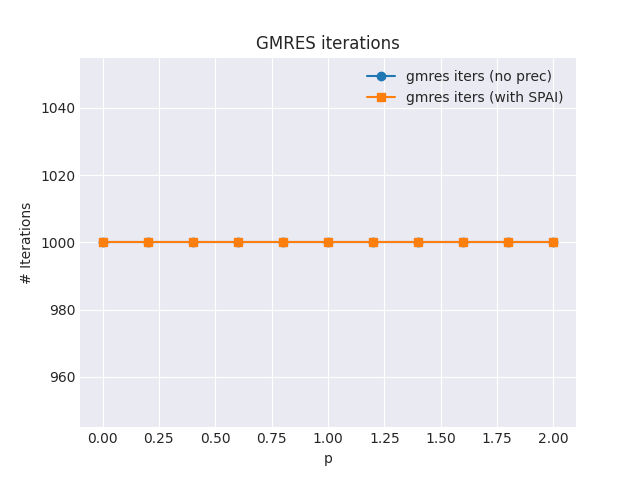 GMRES iterations
gmres iters (no prec)
gmres iters (with SPAI)
# Iterations
1040
1020
1000
980
960
0.00 0.25 0.50 0.75 1.00 1.25 1.50 1.75 2.00
p